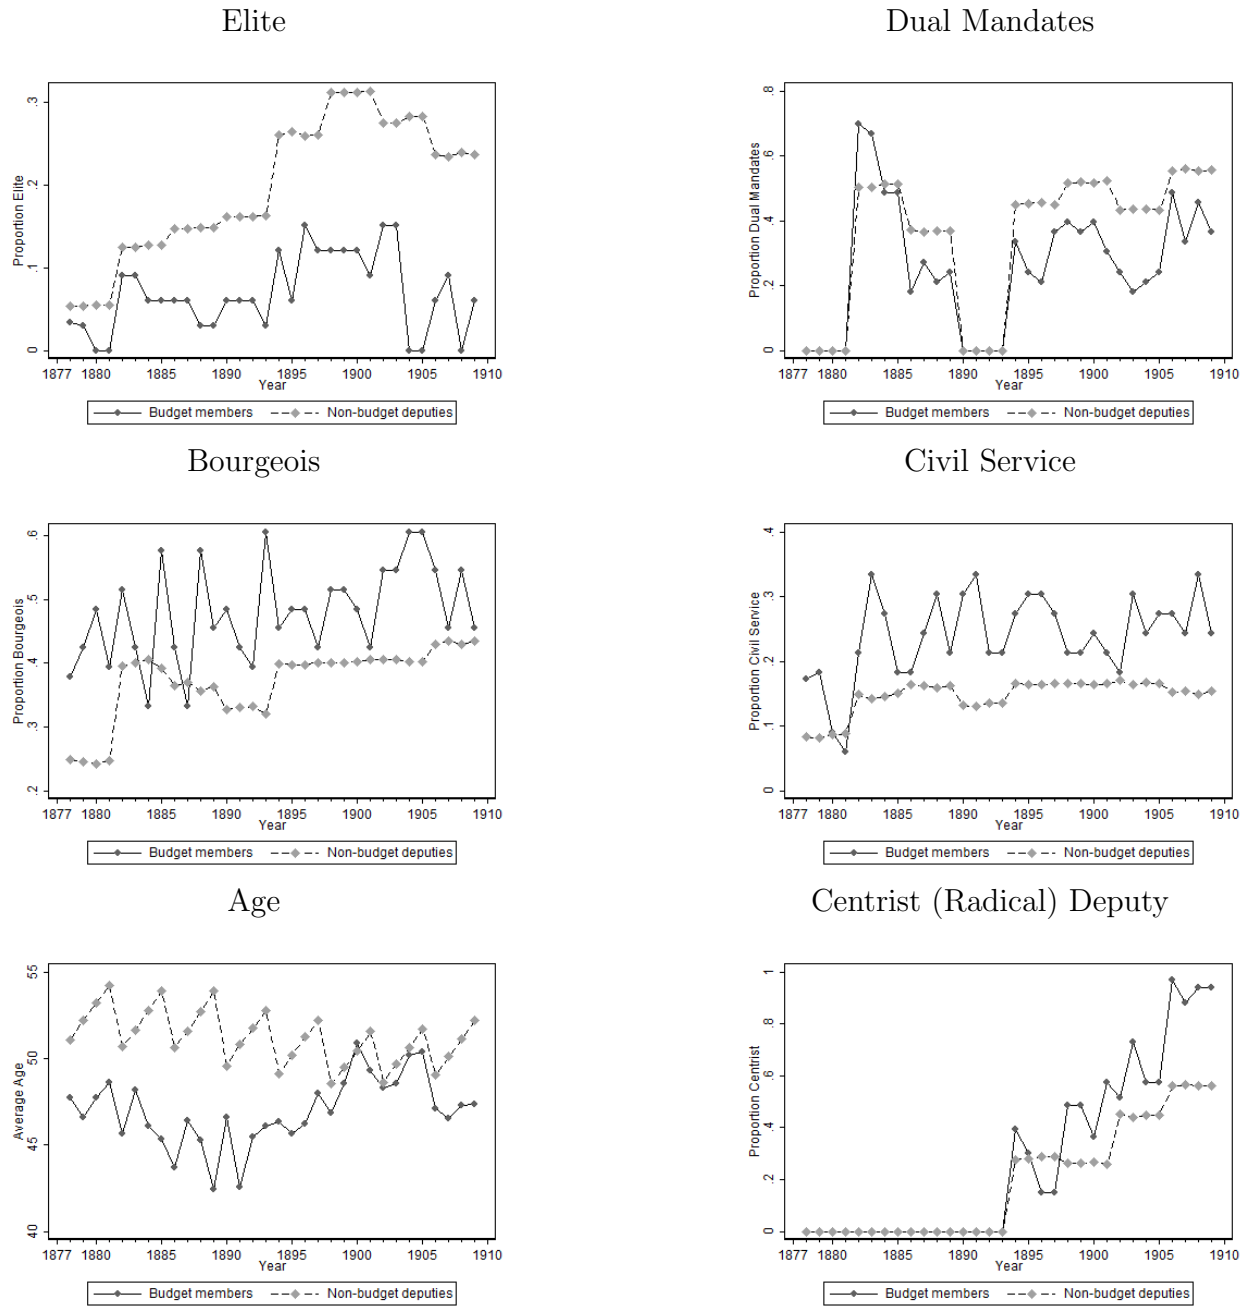 Elite
Proportion Elite
0 .1 .2 .3
1877 1880 1885 1890 1895 1900 1905 1910
Year
Budget members Non-budget deputies
Dual Mandates
Proportion Dual Mandates
0 .2 .4 .6 .8
1877 1880 1885 1890 1895 1900 1905 1910
Year
Budget members Non-budget deputies
Bourgeois
Proportion Bourgeois
.2 .3 .4 .5 .6
1877 1880 1885 1890 1895 1900 1905 1910
Year
Budget members Non-budget deputies
Civil Service
Proportion Civil Service
0 .1 .2 .3 .4
1877 1880 1885 1890 1895 1900 1905 1910
Year
Budget members Non-budget deputies
Age
Average Age
40 45 50 55
1877 1880 1885 1890 1895 1900 1905 1910
Year
Budget members Non-budget deputies
Centrist (Radical) Deputy
Proportion Centrist
0 .2 .4 .6 .8 1
1877 1880 1885 1890 1895 1900 1905 1910
Year
Budget members Non-budget deputies